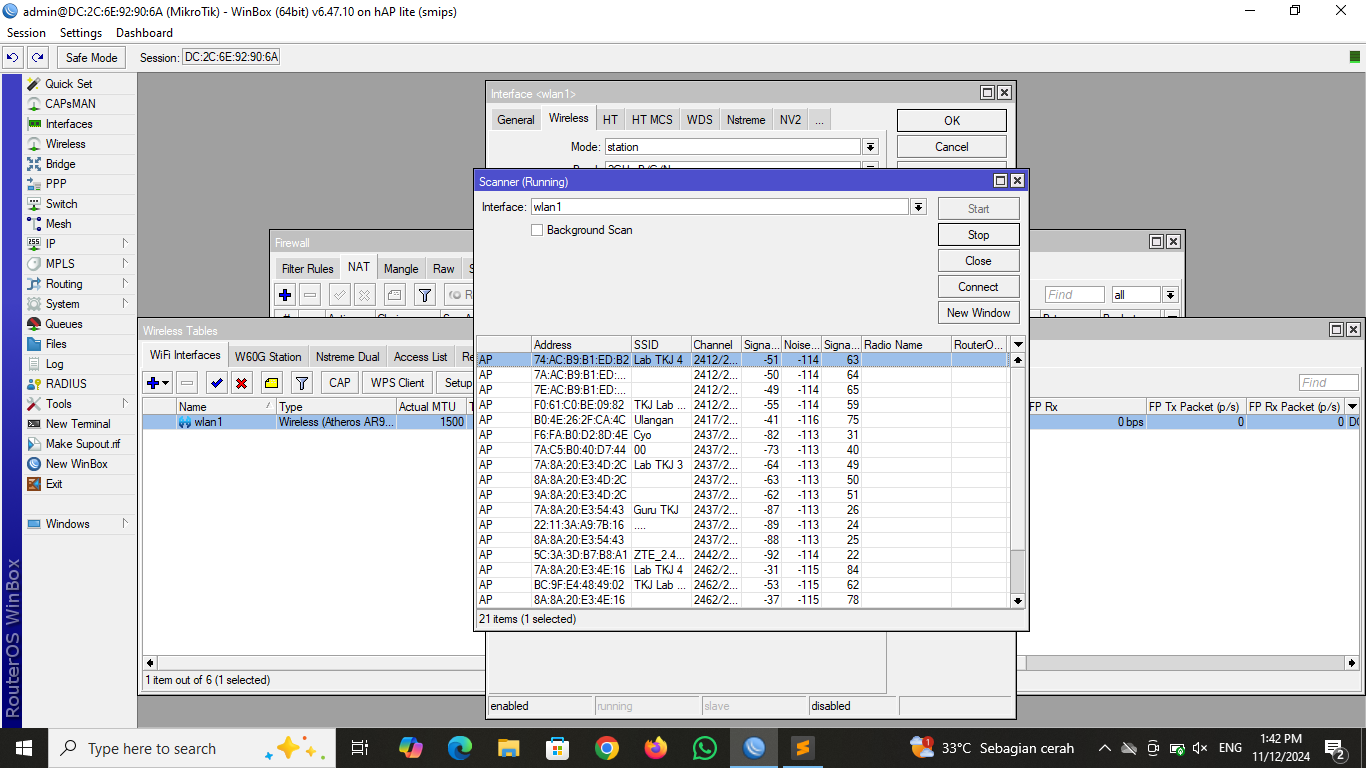 admin@DC:2C:6E:92:90:6A (MikroTik) - WinBox (64bit) v6.47.10 on hAP lite (smips)
Session Settings Dashboard
Safe Mode Session: DC:2C:6E:92:90:6A
Quick Set
CAPsMAN
Interfaces
Wireless
Bridge
PPP
Switch
Mesh
IP
MPLS
Routing
System
Queues
Files
Log
RADIUS
Tools
New Terminal
Make Supout.rif
New WinBox
Exit
Windows
RouterOS WinBox
Interface <wlan1>
General Wireless HT HT MCS WDS Nstreme NV2 ...
OK
Mode: station
Cancel
Scanner (Running)
Interface: wlan1
Start
Background Scan
Stop
Close
Connect
New Window
Address SSID Channel Signa... Noise... Signa... Radio Name RouterO...
AP 74:AC:B9:B1:ED:B2 Lab TKJ 4 2412/2... -51 -114 63
AP 7A:AC:B9:B1:ED:... 2412/2... -50 -114 64
AP 7E:AC:B9:B1:ED:... 2412/2... -49 -114 65
AP F0:61:C0:BE:09:82 TKJ Lab ... 2412/2... -55 -114 59
AP B0:4E:26:2F:CA:4C Ulangan 2417/2... -41 -116 75
AP F6:FA:B0:D2:8D:4E Cyo 2437/2... -82 -113 31
AP 7A:C5:B0:40:D7:44 00 2437/2... -73 -113 40
AP 7A:8A:20:E3:4D:2C Lab TKJ 3 2437/2... -64 -113 49
AP 8A:8A:20:E3:4D:2C 2437/2... -63 -113 50
AP 9A:8A:20:E3:4D:2C 2437/2... -62 -113 51
AP 7A:8A:20:E3:54:43 Guru TKJ 2437/2... -87 -113 26
AP 22:11:3A:A9:7B:16 .... 2437/2... -89 -113 24
AP 8A:8A:20:E3:54:43 2437/2... -88 -113 25
AP 5C:3A:3D:B7:B8:A1 ZTE_2.4... 2442/2... -92 -114 22
AP 7A:8A:20:E3:4E:16 Lab TKJ 4 2462/2... -31 -115 84
AP BC:9F:E4:48:49:02 TKJ Lab ... 2462/2... -53 -115 62
AP 8A:8A:20:E3:4E:16 2462/2... -37 -115 78
21 items (1 selected)
Firewall
Filter Rules NAT Mangle Raw
Find all
Wireless Tables
WiFi Interfaces W60G Station Nstreme Dual Access List Re
CAP WPS Client Setup
Find
Name Type Actual MTU FP Rx FP Tx Packet (p/s) FP Rx Packet (p/s)
wlan1 Wireless (Atheros AR9... 1500 0 bps 0 0
1 item out of 6 (1 selected)
enabled running slave disabled
Type here to search
33°C Sebagian cerah
ENG
1:42 PM
11/12/2024
2